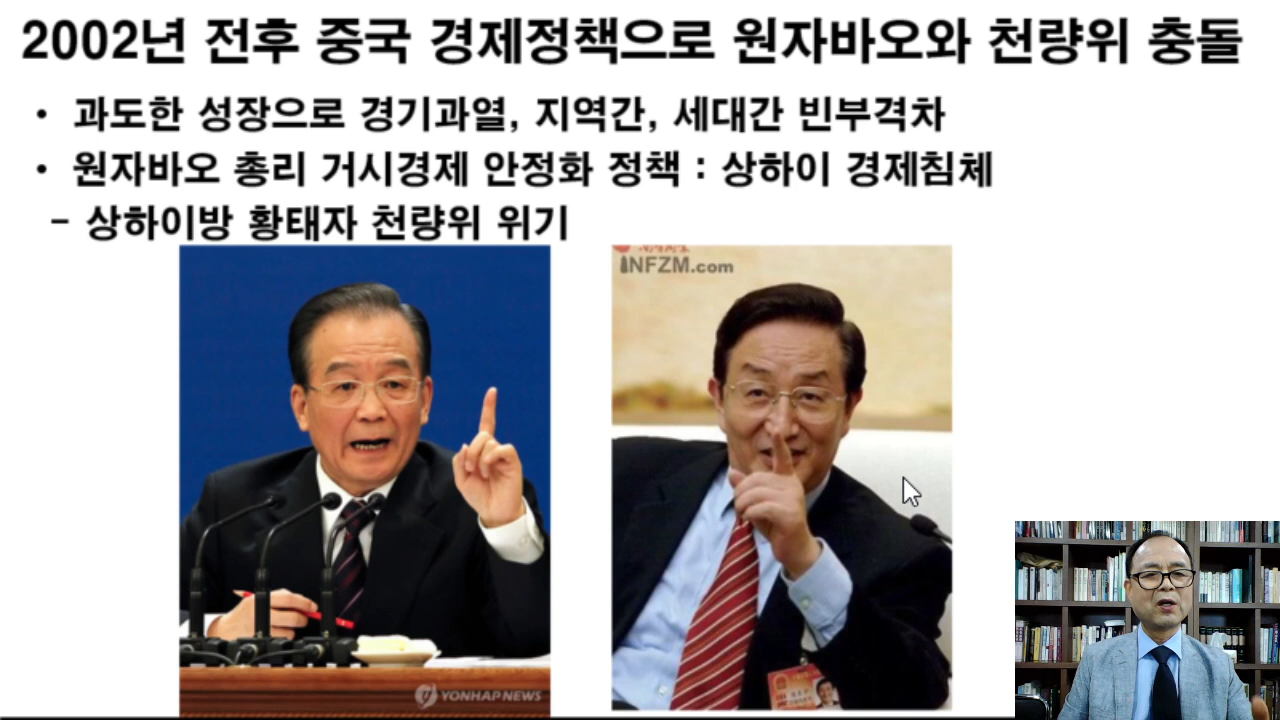 2002년 전후 중국 경제정책으로 원자바오와 천량위 충돌
• 과도한 성장으로 경기과열, 지역간, 세대간 빈부격차
• 원자바오 총리 거시경제 안정화 정책 : 상하이 경제침체
– 상하이방 황태자 천량위 위기
iNFZM.com
YONHAP NEWS